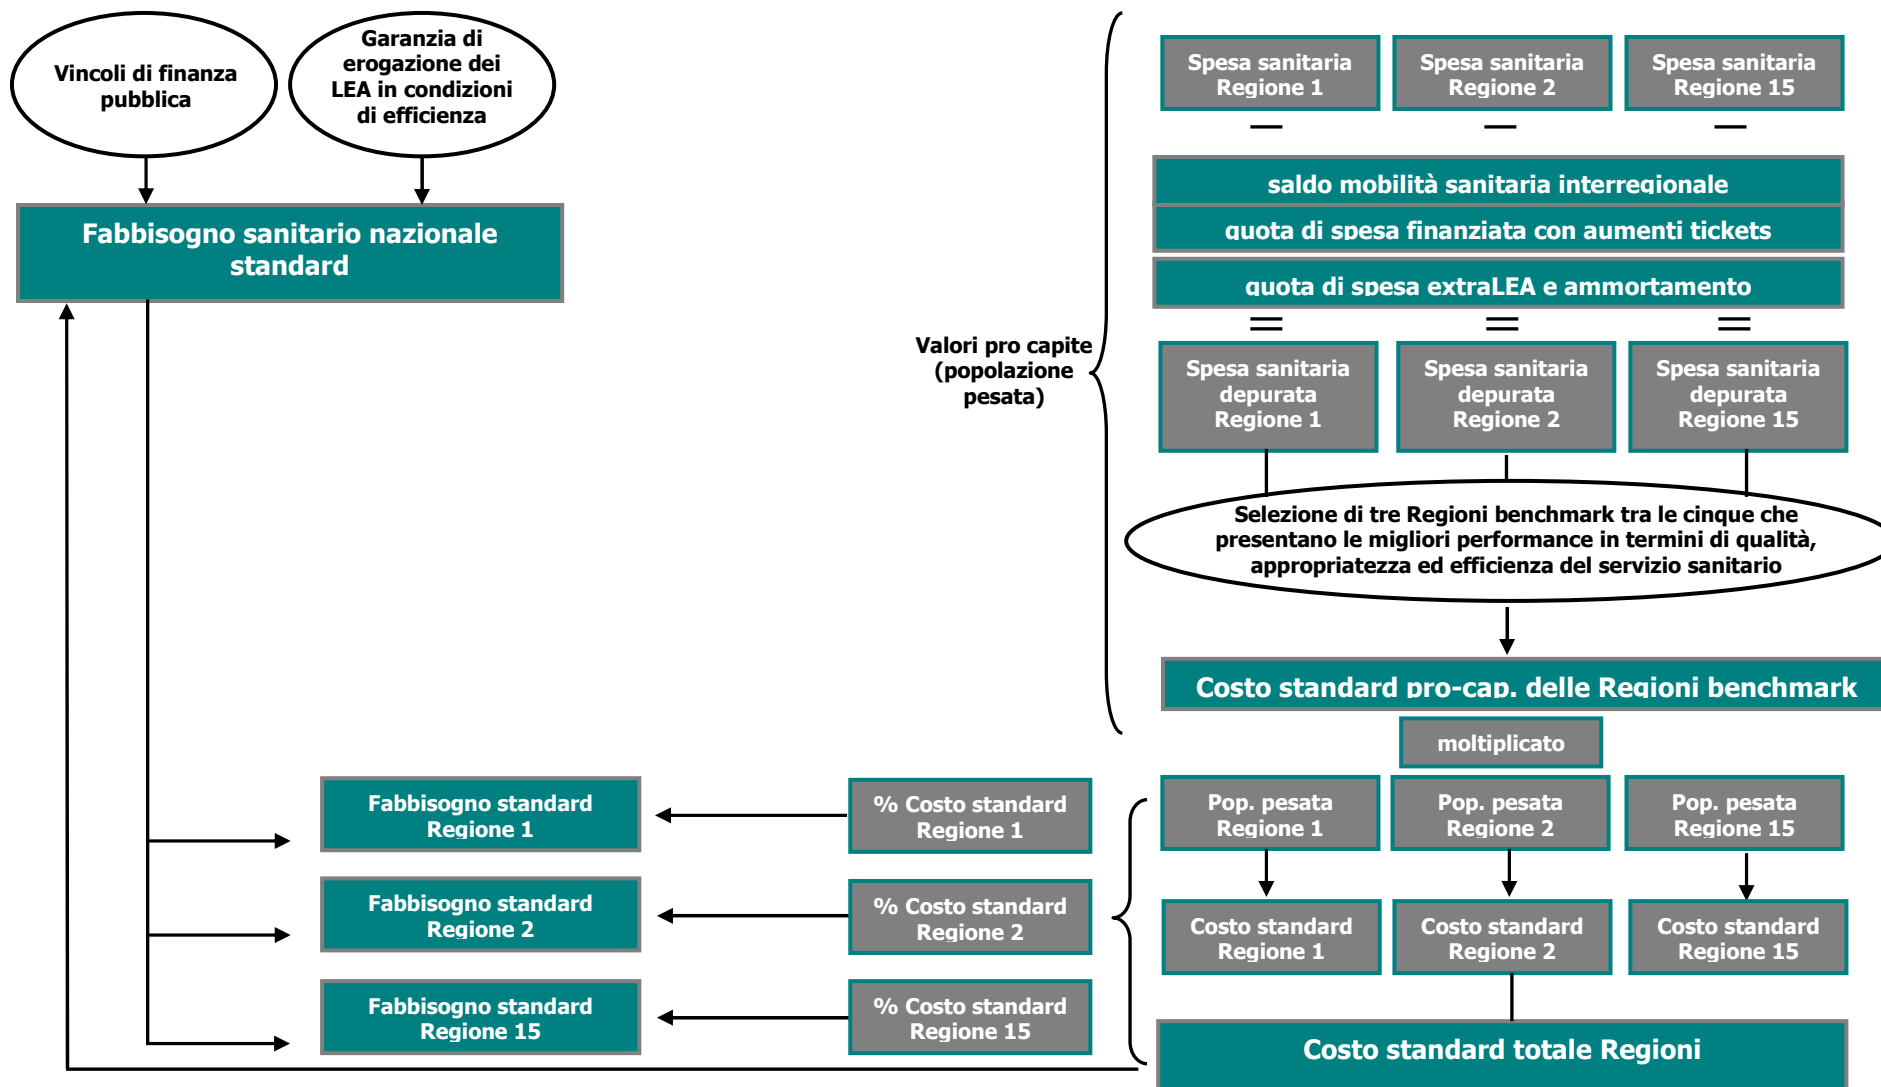 Vincoli di finanza
pubblica
Garanzia di
erogazione dei
LEA in condizioni
di efficienza
Fabbisogno sanitario nazionale
standard
Spesa sanitaria
Regione 1
Spesa sanitaria
Regione 2
Spesa sanitaria
Regione 15
saldo mobilità sanitaria interregionale
quota di spesa finanziata con aumenti tickets
quota di spesa extraLEA e ammortamento
Valori pro capite
(popolazione
pesata)
Spesa sanitaria
depurata
Regione 1
Spesa sanitaria
depurata
Regione 2
Spesa sanitaria
depurata
Regione 15
Selezione di tre Regioni benchmark tra le cinque che
presentano le migliori performance in termini di qualità,
appropriatezza ed efficienza del servizio sanitario
Costo standard pro-cap. delle Regioni benchmark
moltiplicato
Fabbisogno standard
Regione 1
% Costo standard
Regione 1
Pop. pesata
Regione 1
Pop. pesata
Regione 2
Pop. pesata
Regione 15
Fabbisogno standard
Regione 2
% Costo standard
Regione 2
Costo standard
Regione 1
Costo standard
Regione 2
Costo standard
Regione 15
Fabbisogno standard
Regione 15
% Costo standard
Regione 15
Costo standard totale Regioni